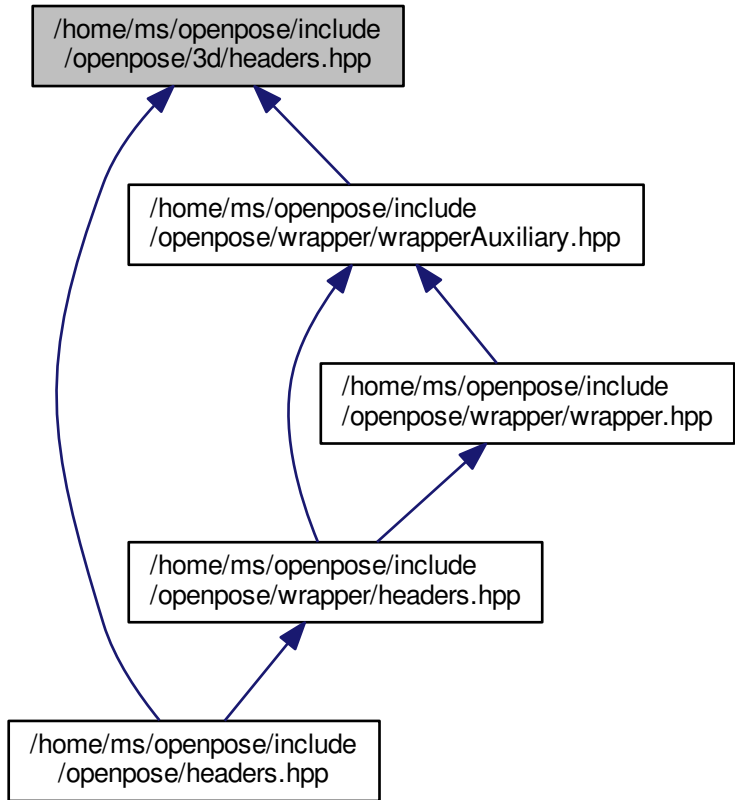 /home/ms/openpose/include
/openpose/3d/headers.hpp
/home/ms/openpose/include
/openpose/wrapper/wrapperAuxiliary.hpp
/home/ms/openpose/include
/openpose/wrapper/wrapper.hpp
/home/ms/openpose/include
/openpose/wrapper/headers.hpp
/home/ms/openpose/include
/openpose/headers.hpp